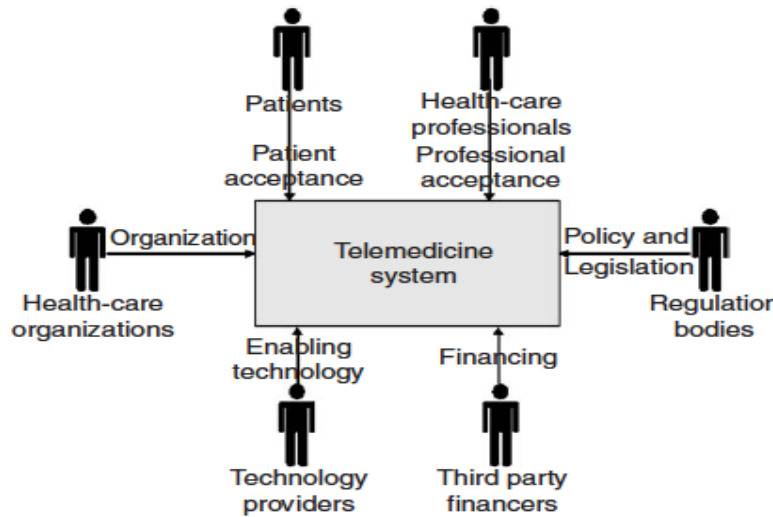 Patients
Health-care
professionals
Patient
acceptance
Professional
acceptance
Organization
Telemedicine
system
Policy and
Legislation
Health-care
organizations
Regulation
bodies
Enabling
technology
Financing
Technology
providers
Third party
financers